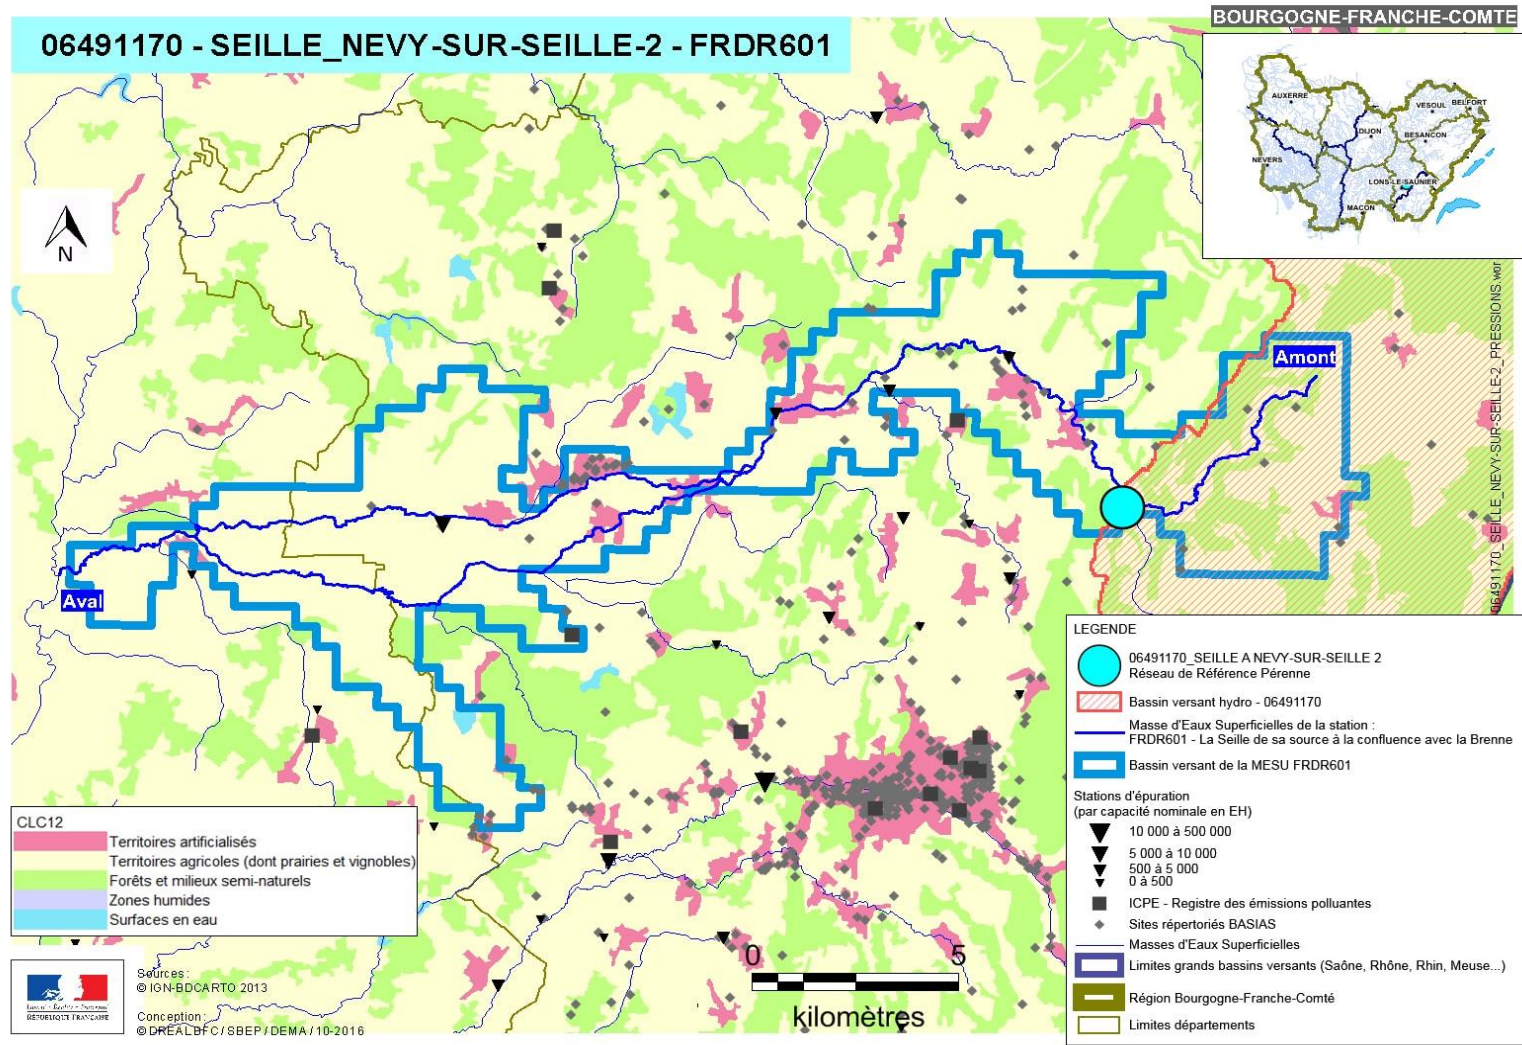 BOURGOGNE-FRANCHE-COMTE
06491170 - SEILLE_NEVY-SUR-SEILLE-2 - FRDR601
AUXERRE
VESOUL
BELFORT
DIJON
BESANCON
NEVERS
LONS-LE-SAUNIER
MACON
N
Amont
Aval
06491170_SEILLE_NEVY-SUR-SEILLE-2_PRESSIONS.wor
LEGENDE
06491170_SEILLE A NEVY-SUR-SEILLE 2
Réseau de Référence Pérenne
Bassin versant hydro - 06491170
Masse d'Eaux Superficielles de la station :
FRDR601 - La Seille de sa source à la confluence avec la Brenne
Bassin versant de la MESU FRDR601
Stations d'épuration
(par capacité nominale en EH)
10 000 à 500 000
5 000 à 10 000
500 à 5 000
0 à 500
ICPE - Registre des émissions polluantes
Sites répertoriés BASIAS
Masses d'Eaux Superficielles
Limites grands bassins versants (Saône, Rhône, Rhin, Meuse...)
Région Bourgogne-Franche-Comté
Limites départements
CLC12
Territoires artificialisés
Territoires agricoles (dont prairies et vignobles)
Forêts et milieux semi-naturels
Zones humides
Surfaces en eau
0 5
kilomètres
Liberté • Égalité • Fraternité
RÉPUBLIQUE FRANÇAISE
Sources :
© IGN-BDCARTO 2013
Conception :
© DREAL BFC / SBEP / DEMA / 10-2016